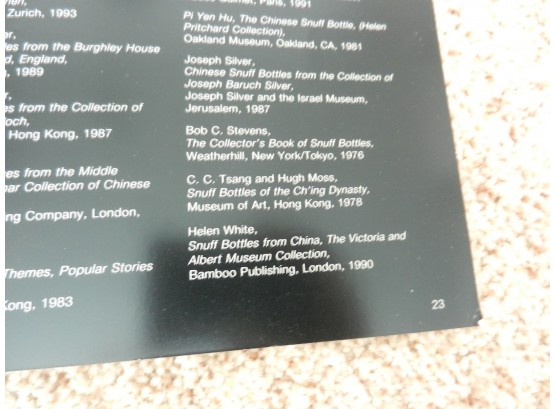 Zurich, 1993
es from the Burghley House
d, England,
1989
es from the Collection of
loch,
Hong Kong, 1987
es from the Middle
bar Collection of Chinese
ng Company, London,
Themes, Popular Stories
Kong, 1983
Paris, 1991
Pi Yen Hu, The Chinese Snuff Bottle, (Helen
Pritchard Collection),
Oakland Museum, Oakland, CA, 1981
Joseph Silver,
Chinese Snuff Bottles from the Collection of
Joseph Baruch Silver,
Joseph Silver and the Israel Museum,
Jerusalem, 1987
Bob C. Stevens,
The Collector's Book of Snuff Bottles,
Weatherhill, New York/Tokyo, 1976
C. C. Tsang and Hugh Moss,
Snuff Bottles of the Ch'ing Dynasty,
Museum of Art, Hong Kong, 1978
Helen White,
Snuff Bottles from China, The Victoria and
Albert Museum Collection,
Bamboo Publishing, London, 1990
23